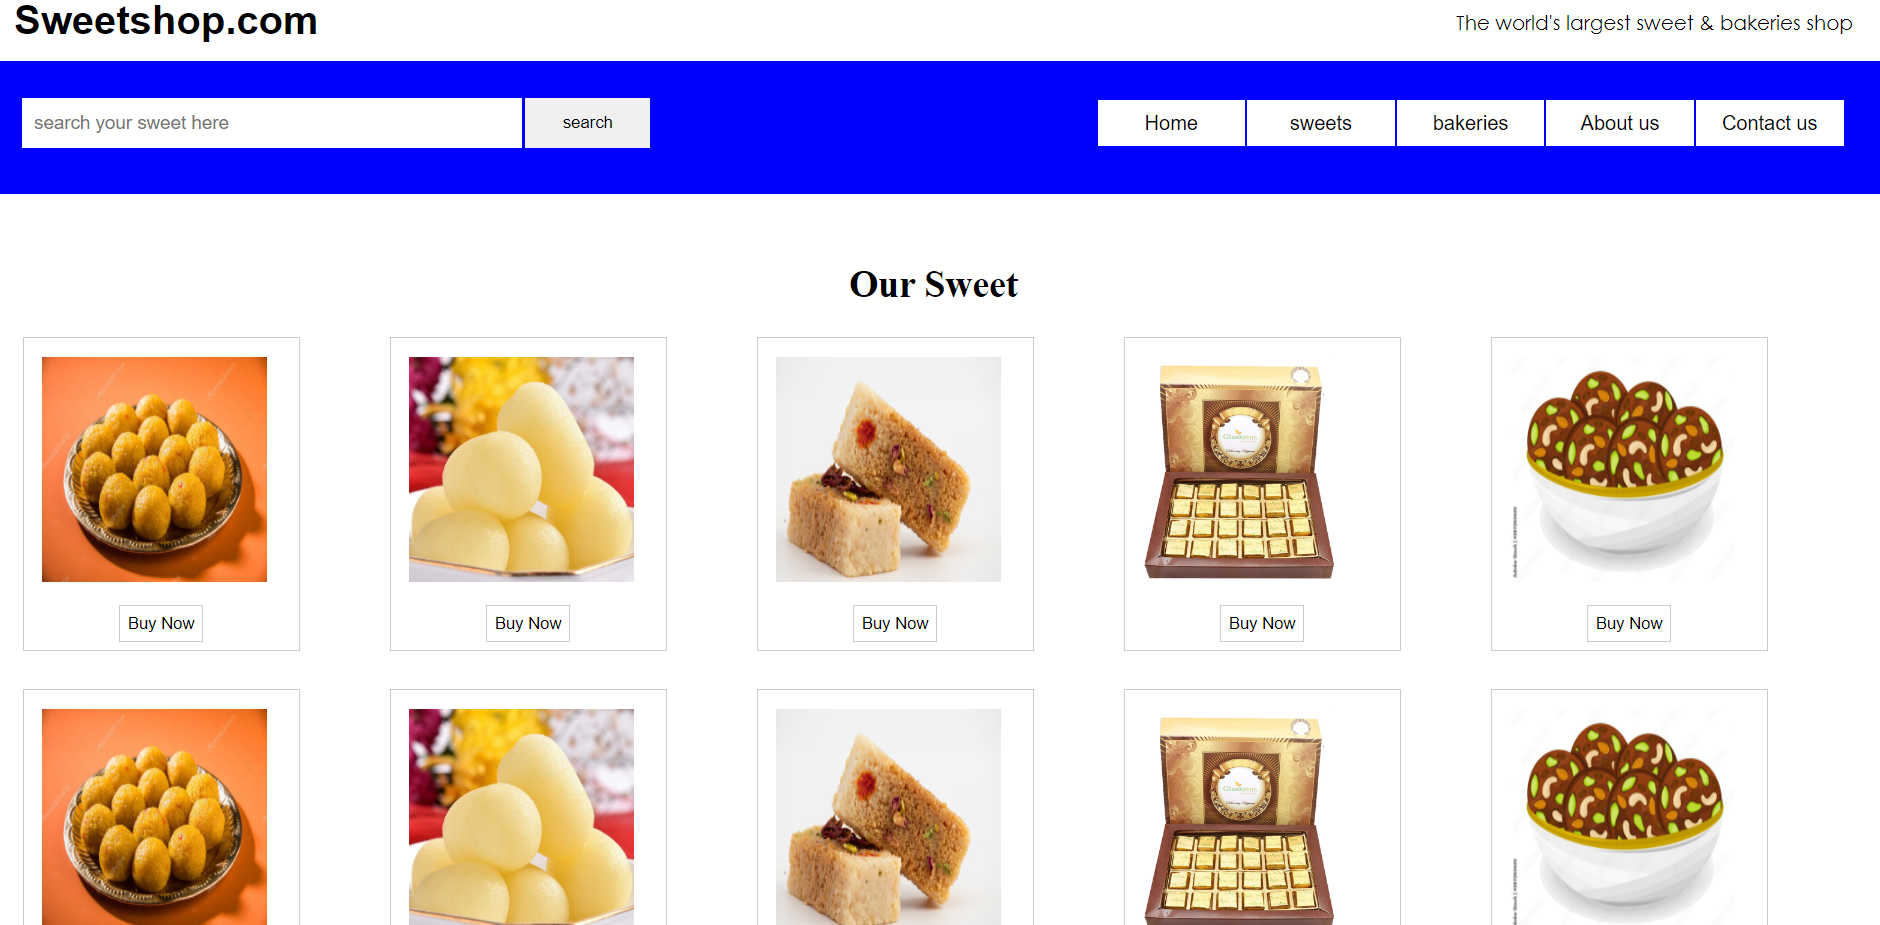 Sweetshop.com
The world's largest sweet & bakeries shop
search your sweet here
search
Home
sweets
bakeries
About us
Contact us
Our Sweet
Buy Now
Buy Now
Buy Now
Buy Now
Buy Now